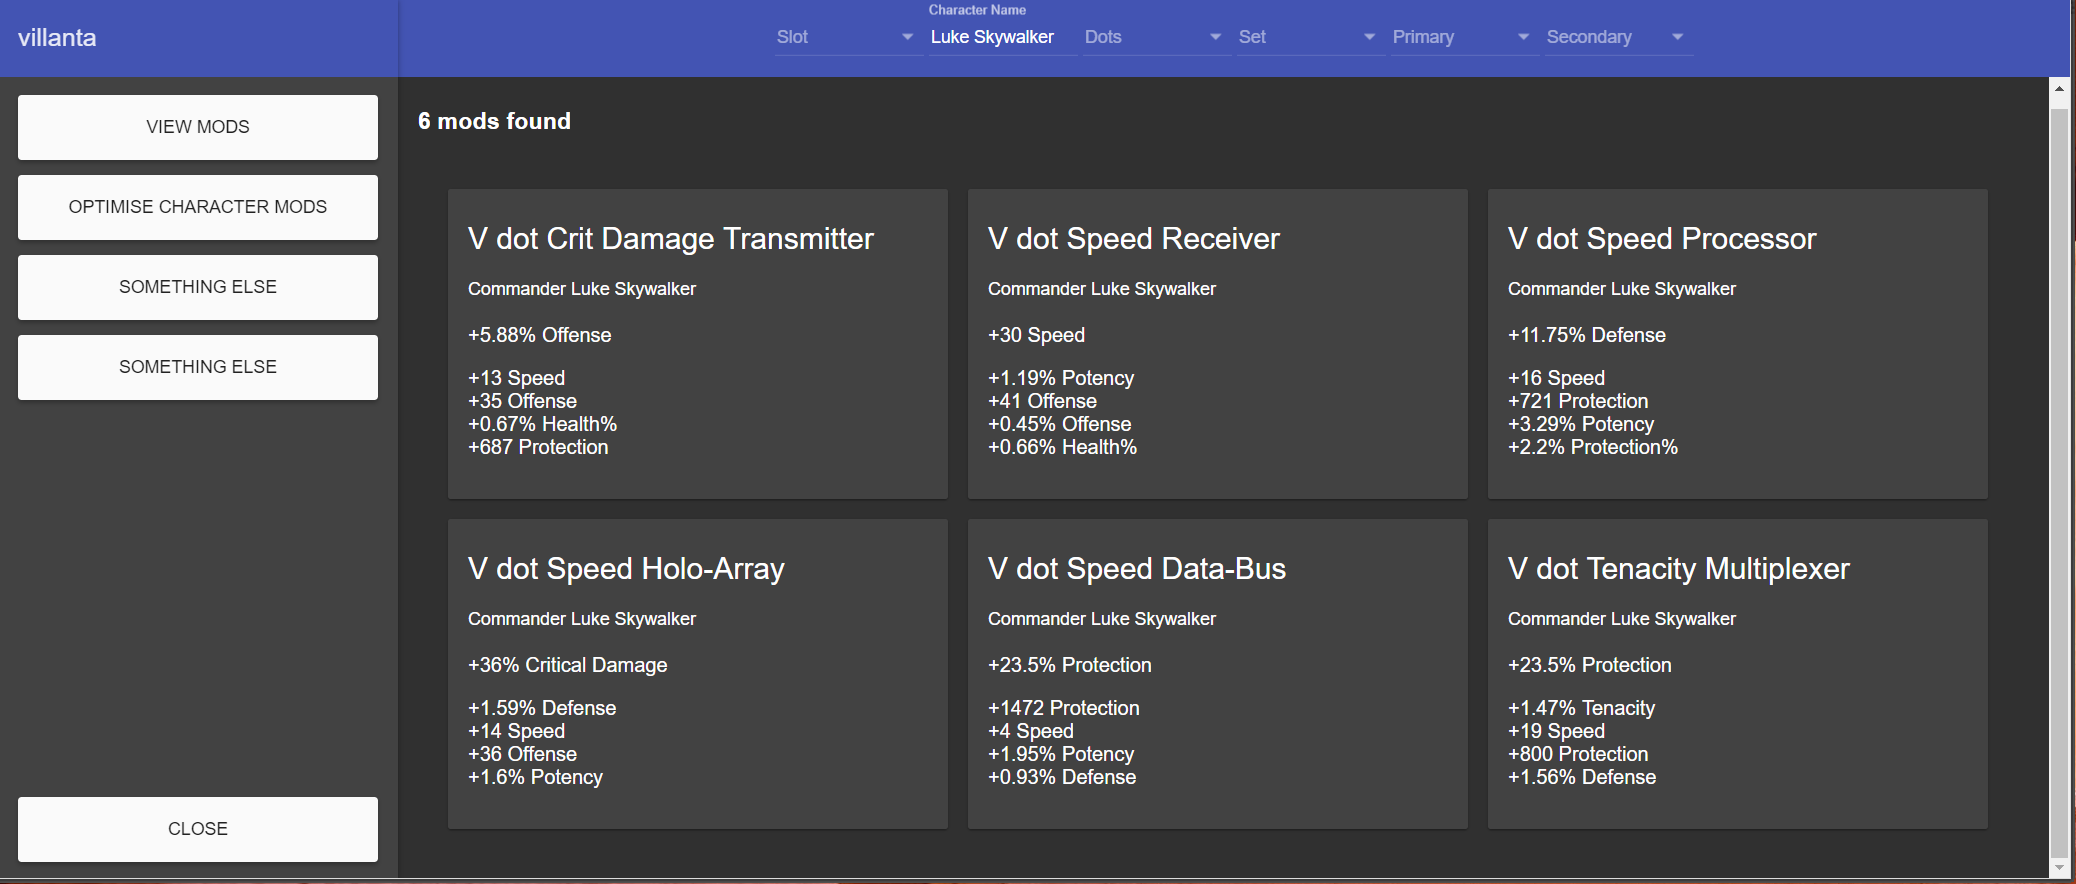 villanta
Slot
Character Name
Luke Skywalker
Dots
Set
Primary
Secondary
VIEW MODS
OPTIMISE CHARACTER MODS
SOMETHING ELSE
SOMETHING ELSE
CLOSE
6 mods found
V dot Crit Damage Transmitter
Commander Luke Skywalker
+5.88% Offense
+13 Speed
+35 Offense
+0.67% Health%
+687 Protection
V dot Speed Receiver
Commander Luke Skywalker
+30 Speed
+1.19% Potency
+41 Offense
+0.45% Offense
+0.66% Health%
V dot Speed Processor
Commander Luke Skywalker
+11.75% Defense
+16 Speed
+721 Protection
+3.29% Potency
+2.2% Protection%
V dot Speed Holo-Array
Commander Luke Skywalker
+36% Critical Damage
+1.59% Defense
+14 Speed
+36 Offense
+1.6% Potency
V dot Speed Data-Bus
Commander Luke Skywalker
+23.5% Protection
+1472 Protection
+4 Speed
+1.95% Potency
+0.93% Defense
V dot Tenacity Multiplexer
Commander Luke Skywalker
+23.5% Protection
+1.47% Tenacity
+19 Speed
+800 Protection
+1.56% Defense